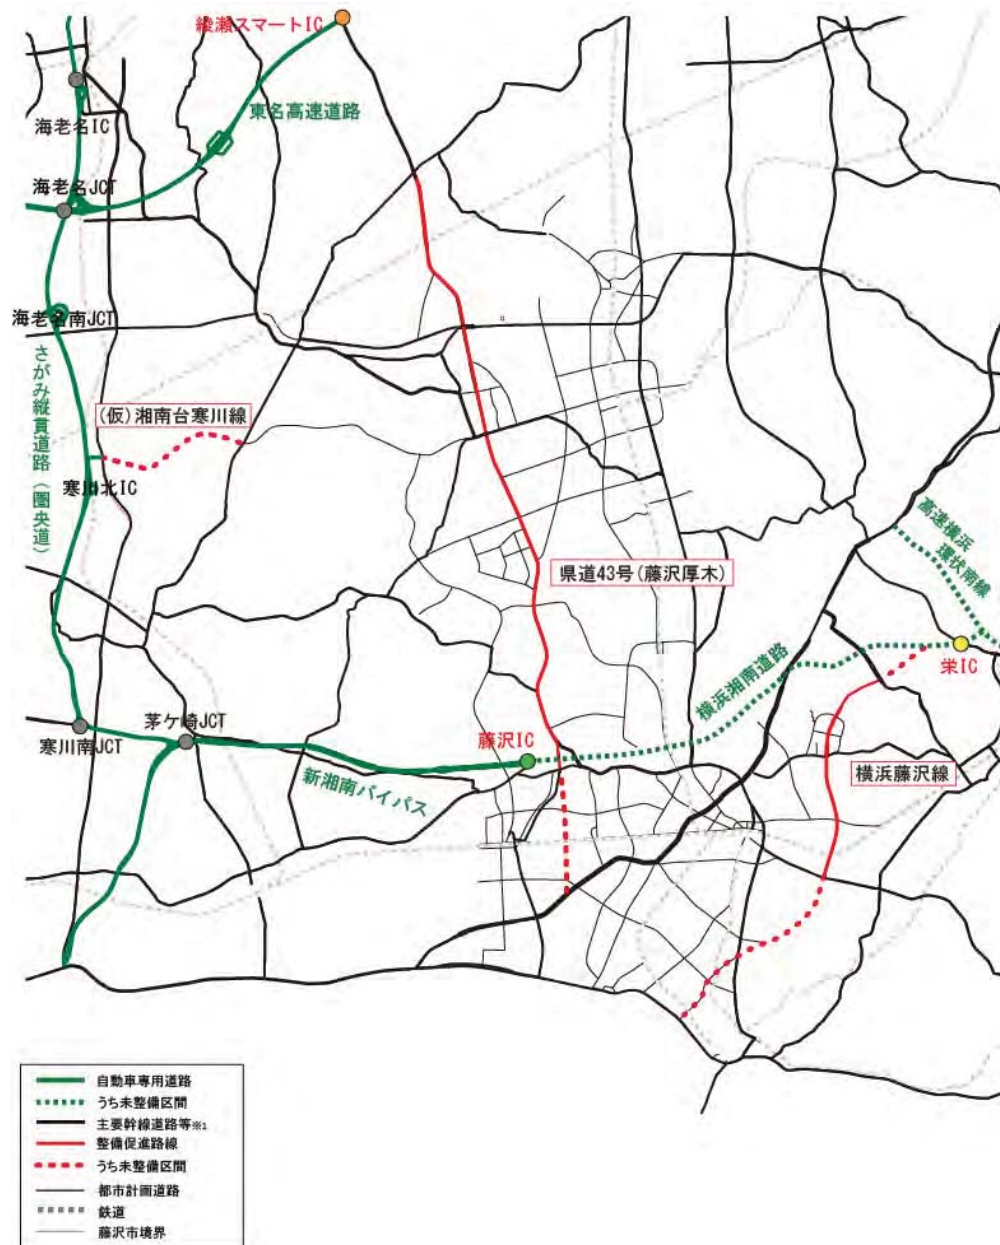 綾瀬スマートIC
東名高速道路
海老名IC
海老名JCT
海老名南JCT
さがみ縦貫道路(圏央道)
(仮)湘南台寒川線
寒川北IC
高速横浜
環状南線
県道43号(藤沢厚木)
横浜湘南道路
栄IC
茅ケ崎JCT
寒川南JCT
藤沢IC
新湘南バイパス
横浜藤沢線
自動車専用道路
うち未整備区間
主要幹線道路等※1
整備促進路線
うち未整備区間
都市計画道路
鉄道
藤沢市境界